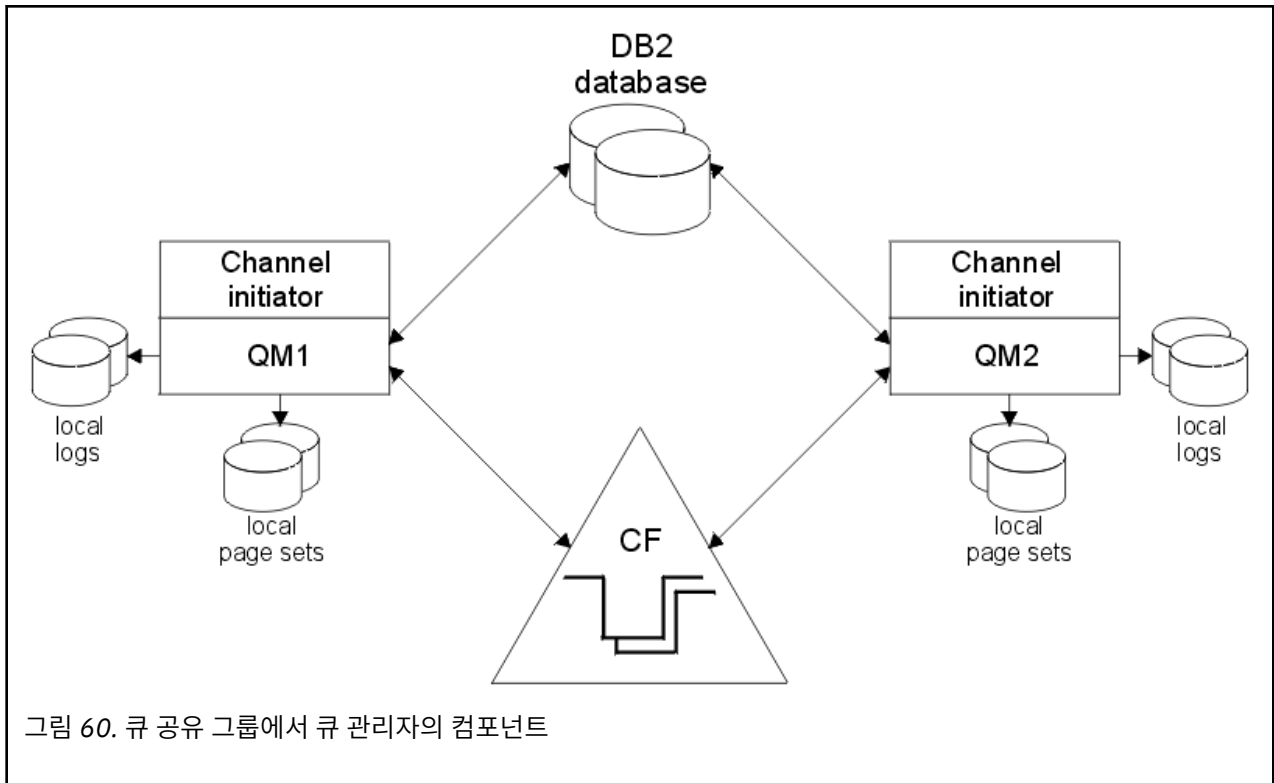 DB2
database
Channel
initiator
QM1
local
logs
local
page sets
Channel
initiator
QM2
local
logs
local
page sets
CF
그림 60. 큐 공유 그룹에서 큐 관리자의 컴포넌트